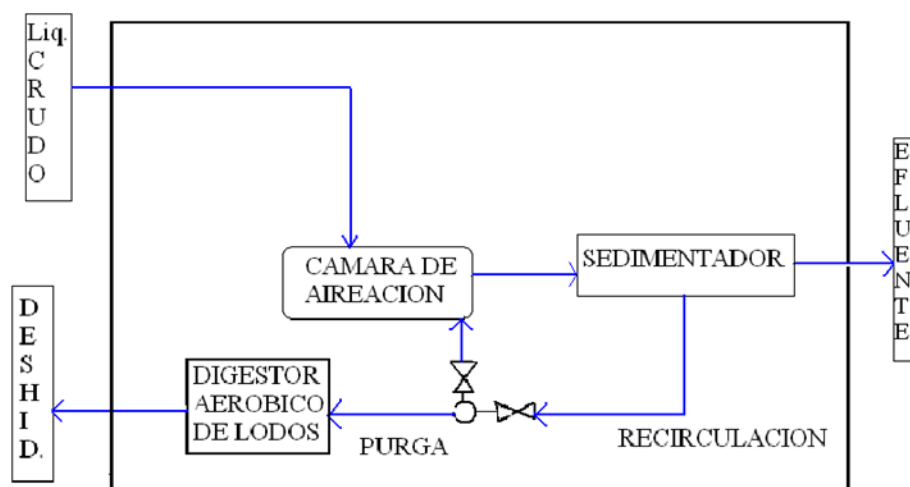 Liq.
C
R
U
D
O
CAMARA DE
AIREACION
SEDIMENTADOR
E
F
L
U
E
N
T
E
D
E
S
H
I
D.
DIGESTOR
AEROBICO
DE LODOS
PURGA
RECIRCULACION